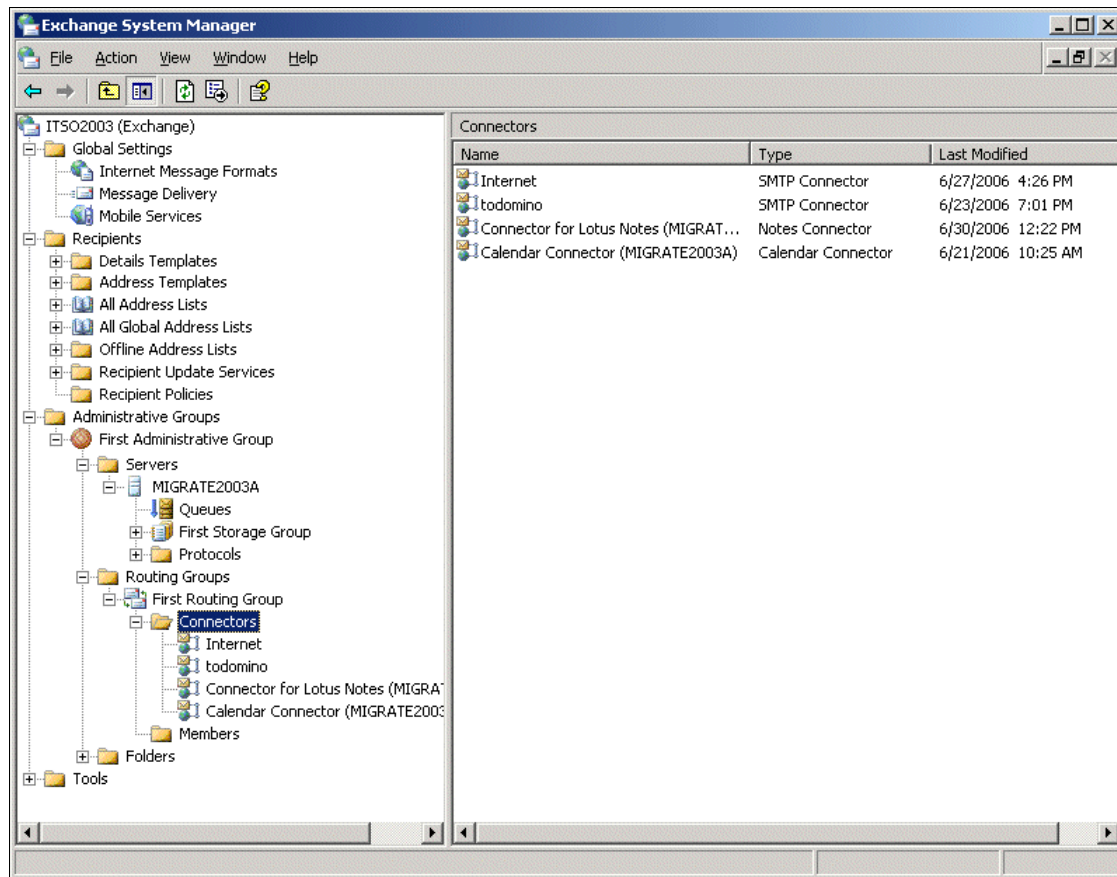 Exchange System Manager
File Action View Window Help
ITSO2003 (Exchange)
Global Settings
Internet Message Formats
Message Delivery
Mobile Services
Recipients
Details Templates
Address Templates
All Address Lists
All Global Address Lists
Offline Address Lists
Recipient Update Services
Recipient Policies
Administrative Groups
First Administrative Group
Servers
MIGRATE2003A
Queues
First Storage Group
Protocols
Routing Groups
First Routing Group
Connectors
Internet
todomino
Connector for Lotus Notes (MIGRA
Calendar Connector (MIGRATE2003
Members
Folders
Tools
Connectors
Name Type Last Modified
Internet SMTP Connector 6/27/2006 4:26 PM
todomino SMTP Connector 6/23/2006 7:01 PM
Connector for Lotus Notes (MIGRAT... Notes Connector 6/30/2006 12:22 PM
Calendar Connector (MIGRATE2003A) Calendar Connector 6/21/2006 10:25 AM